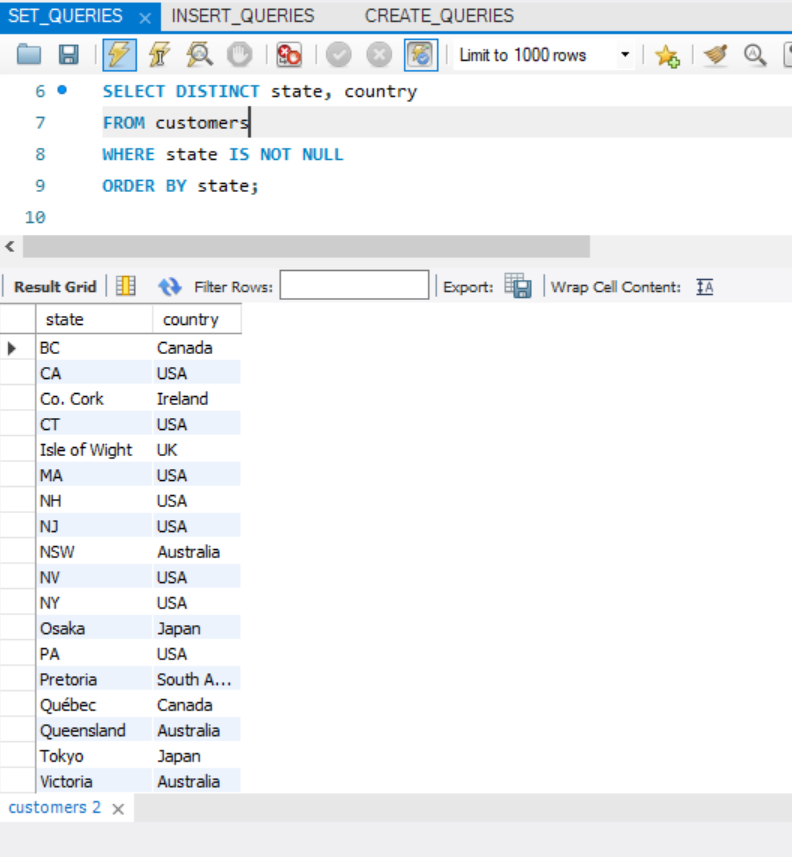 SET_QUERIES × INSERT_QUERIES CREATE_QUERIES
Limit to 1000 rows
6 SELECT DISTINCT state, country
7 FROM customers
8 WHERE state IS NOT NULL
9 ORDER BY state;
10
Result Grid Filter Rows: Export: Wrap Cell Content: IA
state country
BC Canada
CA USA
Co. Cork Ireland
CT USA
Isle of Wight UK
MA USA
NH USA
NJ USA
NSW Australia
NV USA
NY USA
Osaka Japan
PA USA
Pretoria South A...
Québec Canada
Queensland Australia
Tokyo Japan
Victoria Australia
customers 2 ×